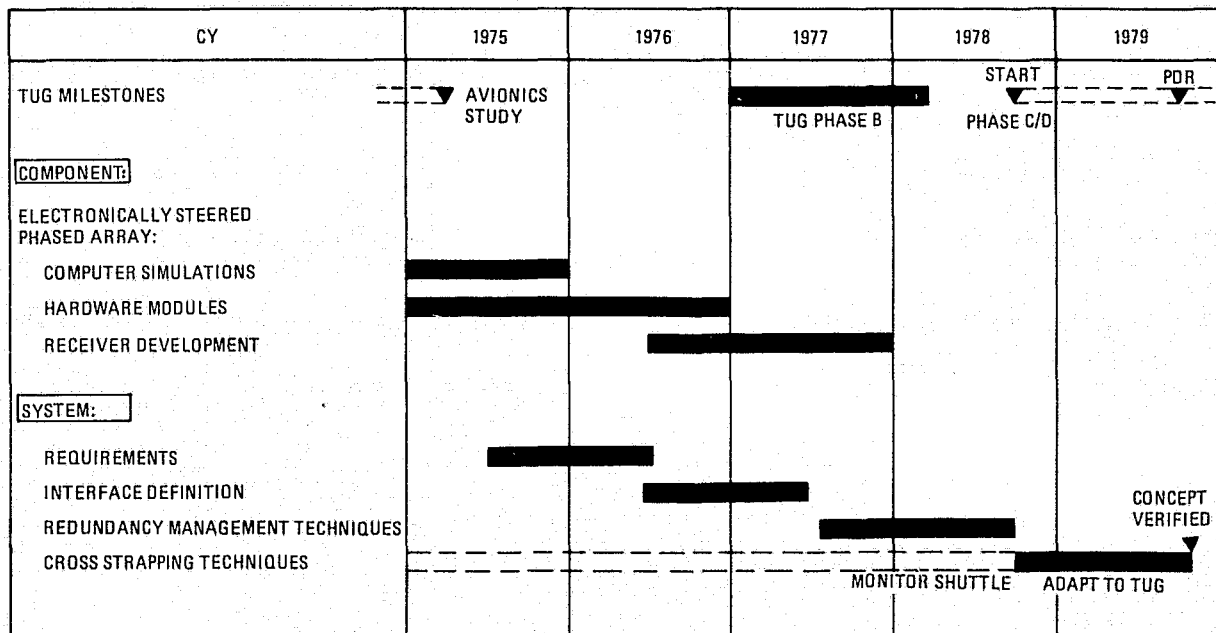 CY 1975 1976 1977 1978 1979
TUG MILESTONES
AVIONICS
STUDY
TUG PHASE B
START
PHASE C/D
PDR
COMPONENT:
ELECTRONICALLY STEERED
PHASED ARRAY:
COMPUTER SIMULATIONS
HARDWARE MODULES
RECEIVER DEVELOPMENT
SYSTEM:
REQUIREMENTS
INTERFACE DEFINITION
REDUNDANCY MANAGEMENT TECHNIQUES
CONCEPT
VERIFIED
CROSS STRAPPING TECHNIQUES
MONITOR SHUTTLE
ADAPT TO TUG